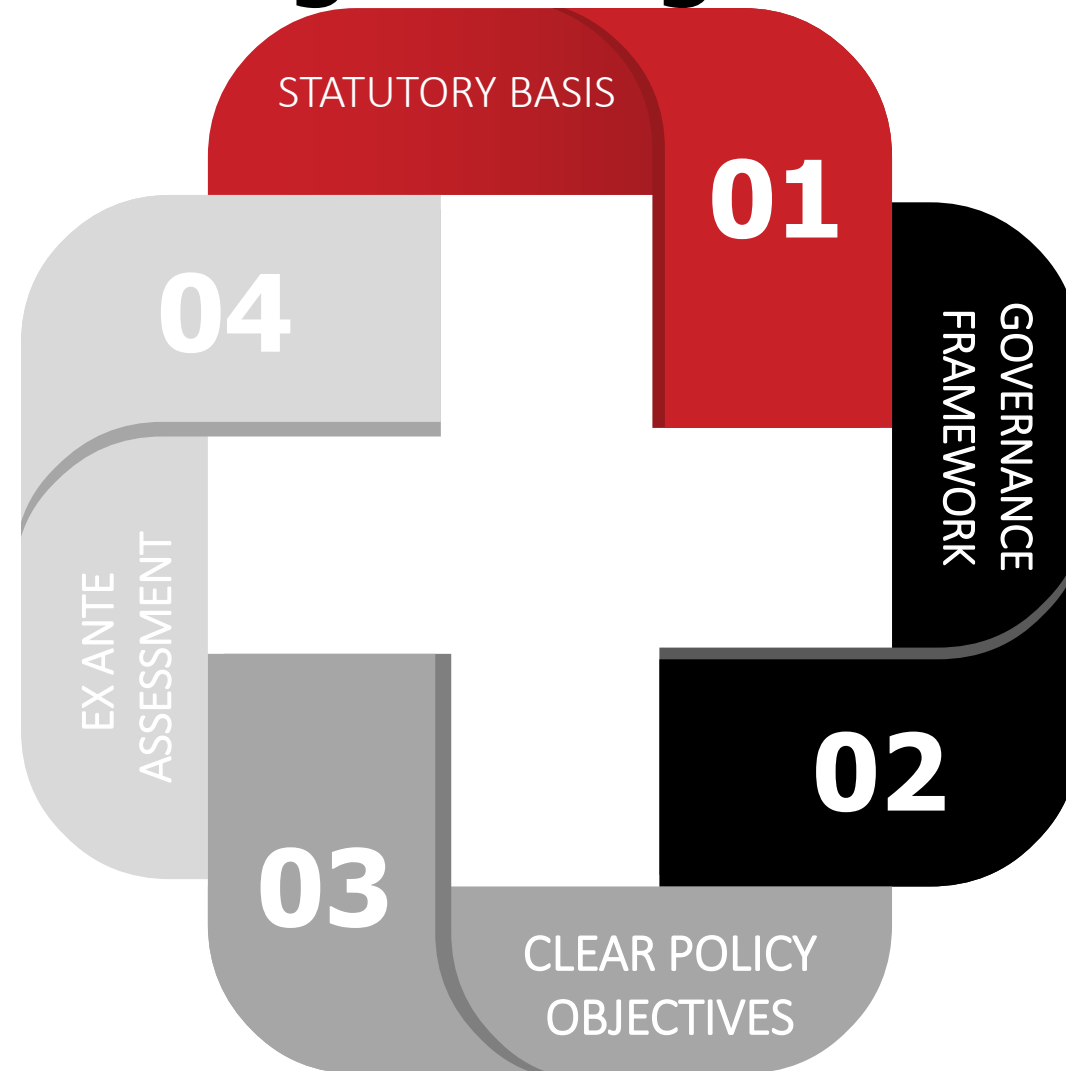 STATUTORY BASIS
01
GOVERNANCE
FRAMEWORK
02
03
CLEAR POLICY
OBJECTIVES
04
EX ANTE
ASSESSMENT